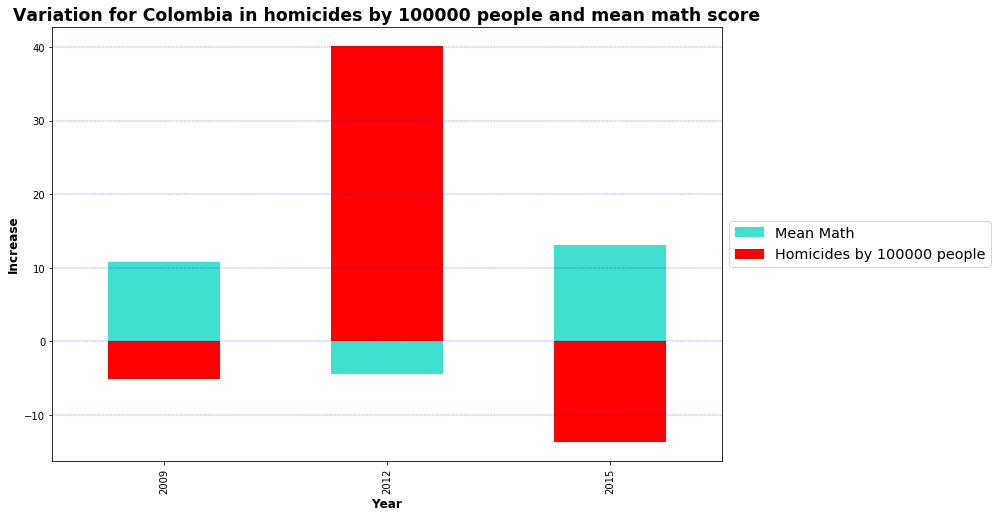 Variation for Colombia in homicides by 100000 people and mean math score
40
30
20
10
0
−10
Increase
2009
2012
2015
Year
Mean Math
Homicides by 100000 people